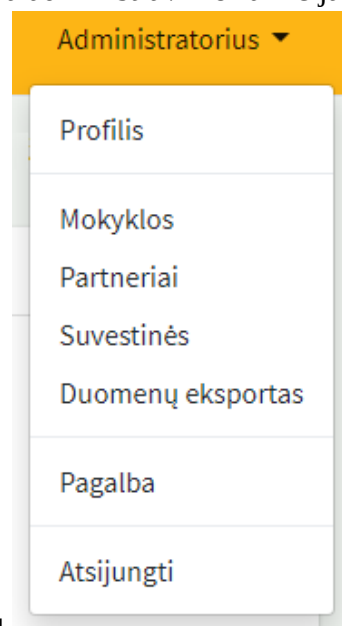 Administratorius
Profilis
Mokyklos
Partneriai
Suvestinės
Duomenų eksportas
Pagalba
Atsijungti